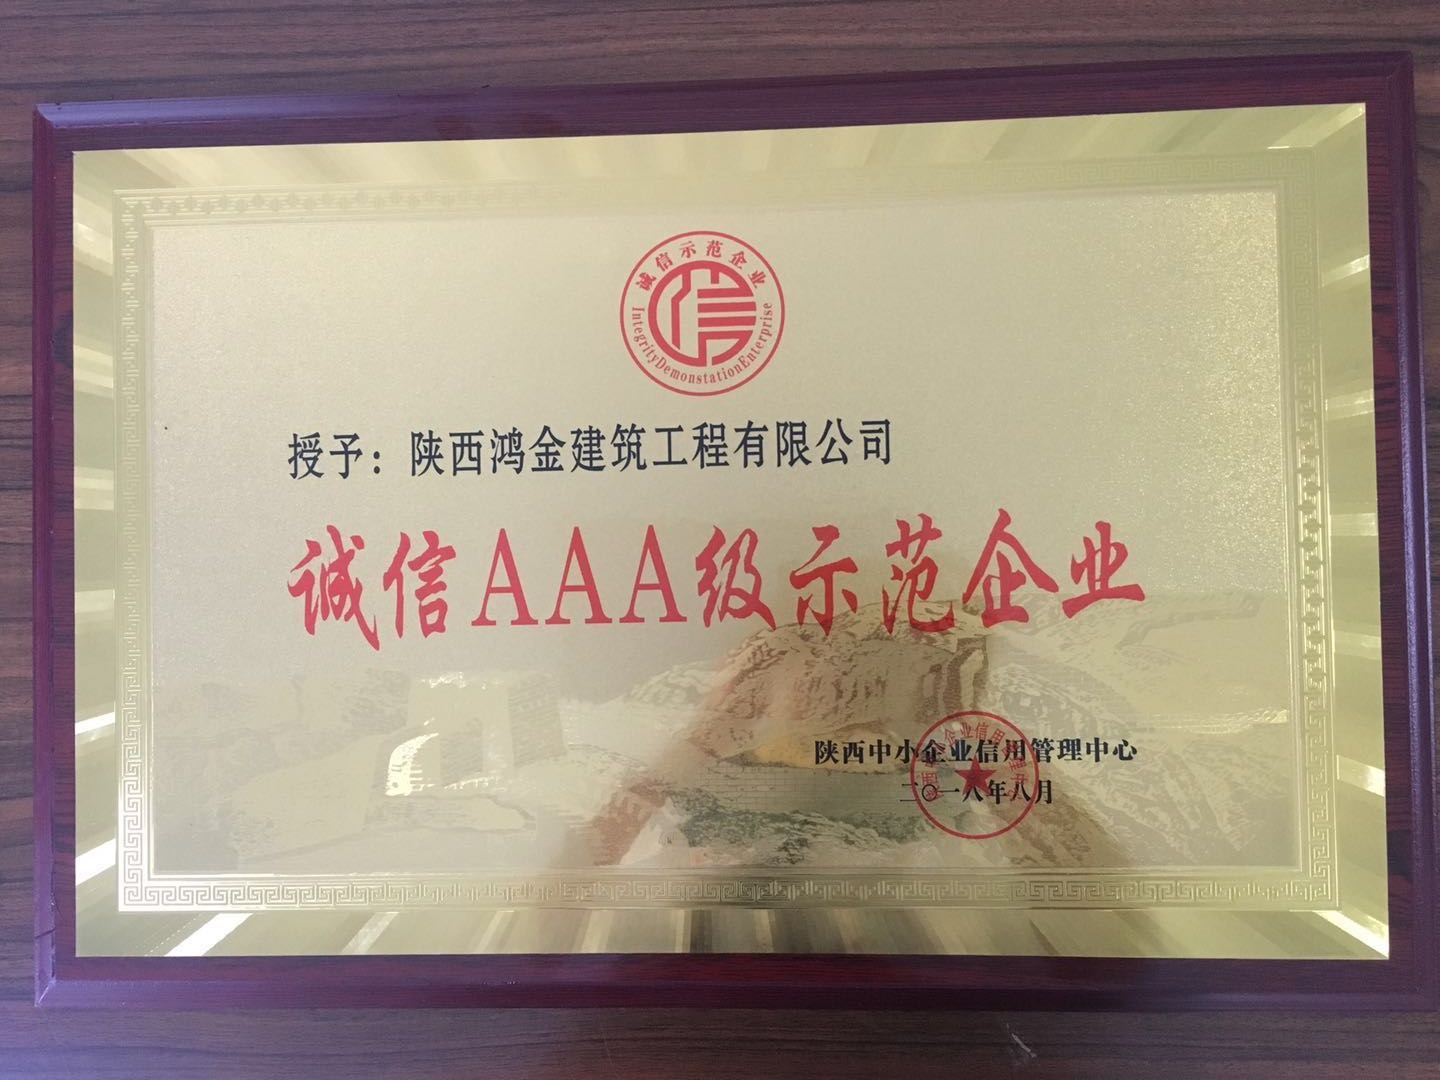 诚信示范企业
信
IntegrityDemonstationEnterprise
授予：陕西鸿金建筑工程有限公司
诚信AAA级示范企业
陕西中小企业信用管理中心
二〇一八年八月